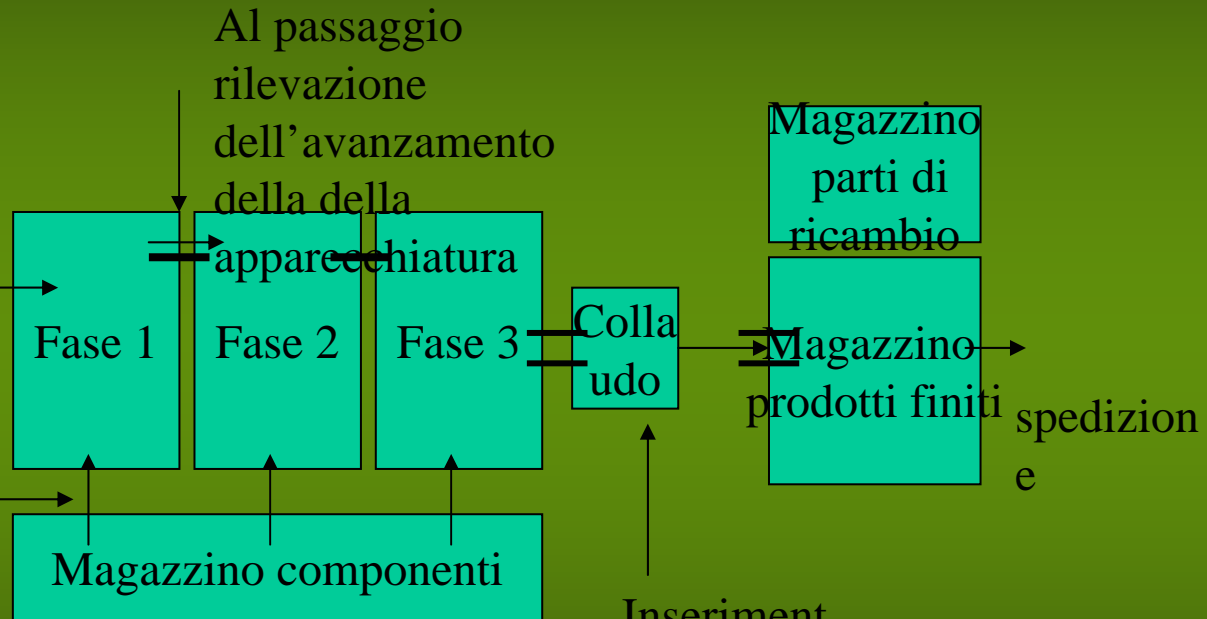 Al passaggio
rilevazione
dell’avanzamento
della della
apparecchiatura
Magazzino
parti di
ricambio
Fase 1
Fase 2
Fase 3
Colla
udo
Magazzino
prodotti finiti
spedizion
e
Magazzino componenti
Inseriment